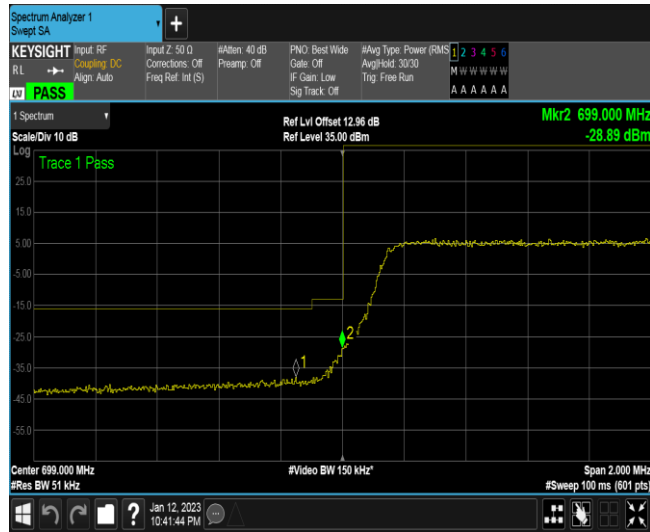 Spectrum Analyzer 1
Swept SA
+
KEYSIGHT
RL
LXI PASS
Input: RF
Coupling: DC
Align: Auto
Input Z: 50 Ω
Corrections: Off
Freq Ref: Int (S)
#Atten: 40 dB
Preamp: Off
PNO: Best Wide
Gate: Off
IF Gain: Low
Sig Track: Off
#Avg Type: Power (RMS
Avg|Hold: 30/30
Trig: Free Run
1 2 3 4 5 6
M W W W W W
A A A A A A
1 Spectrum
Scale/Div 10 dB
Ref Lvl Offset 12.96 dB
Ref Level 35.00 dBm
Mkr2 699.000 MHz
-28.89 dBm
Log
Trace 1 Pass
25.0
15.0
5.00
-5.00
-15.0
-25.0
-35.0
-45.0
-55.0
1
2
Center 699.000 MHz
#Res BW 51 kHz
#Video BW 150 kHz*
Span 2.000 MHz
#Sweep 100 ms (601 pts)
?
Jan 12, 2023
10:41:44 PM